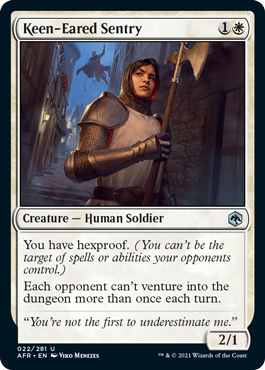 Keen-Eared Sentry 1
Creature — Human Soldier
You have hexproof. (You can't be the
target of spells or abilities your opponents
control.)
Each opponent can't venture into the
dungeon more than once each turn.
"You're not the first to underestimate me."
2/1
022/281 U
AFR • EN Viko Menezes
™ & © 2021 Wizards of the Coast